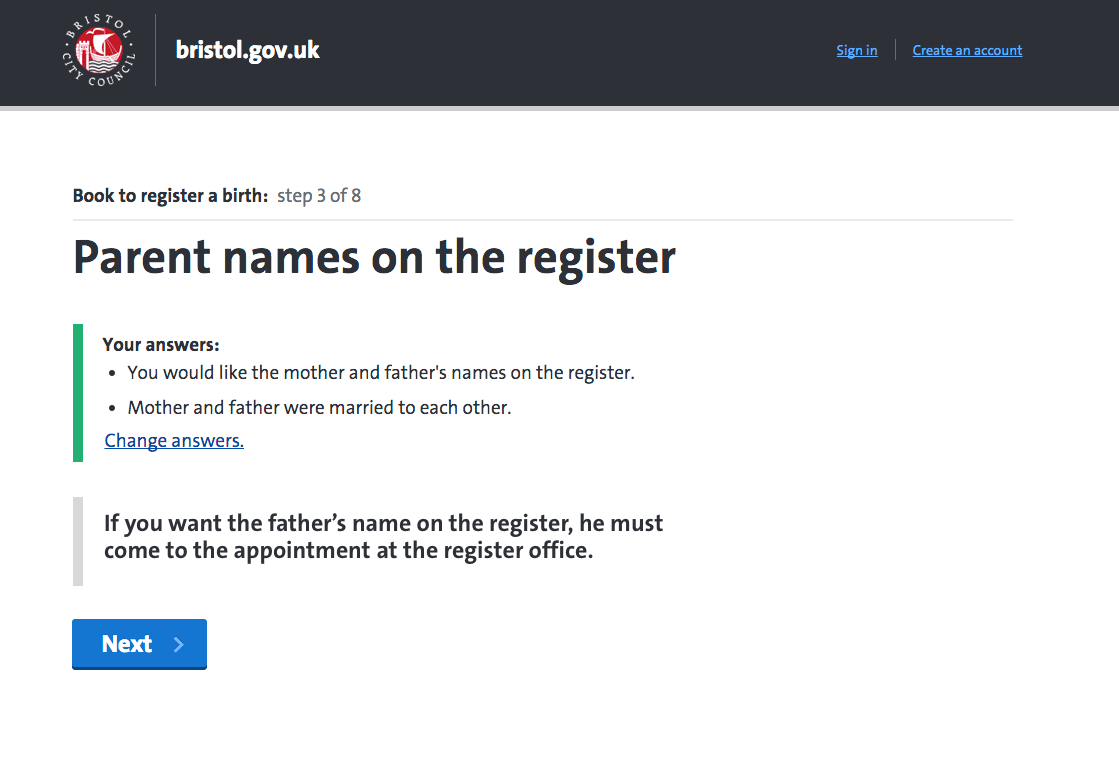 BRISTOL CITY COUNCIL
bristol.gov.uk
Sign in
Create an account
Book to register a birth: step 3 of 8
Parent names on the register
Your answers:
• You would like the mother and father's names on the register.
• Mother and father were married to each other.
Change answers.
If you want the father’s name on the register, he must
come to the appointment at the register office.
Next